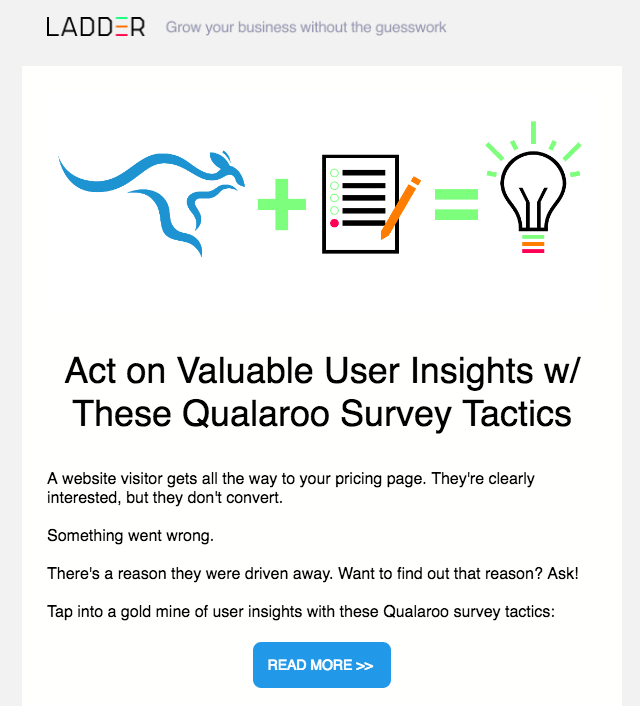 LADDER Grow your business without the guesswork
Act on Valuable User Insights w/
These Qualaroo Survey Tactics
A website visitor gets all the way to your pricing page. They're clearly
interested, but they don't convert.
Something went wrong.
There's a reason they were driven away. Want to find out that reason? Ask!
Tap into a gold mine of user insights with these Qualaroo survey tactics:
READ MORE >>